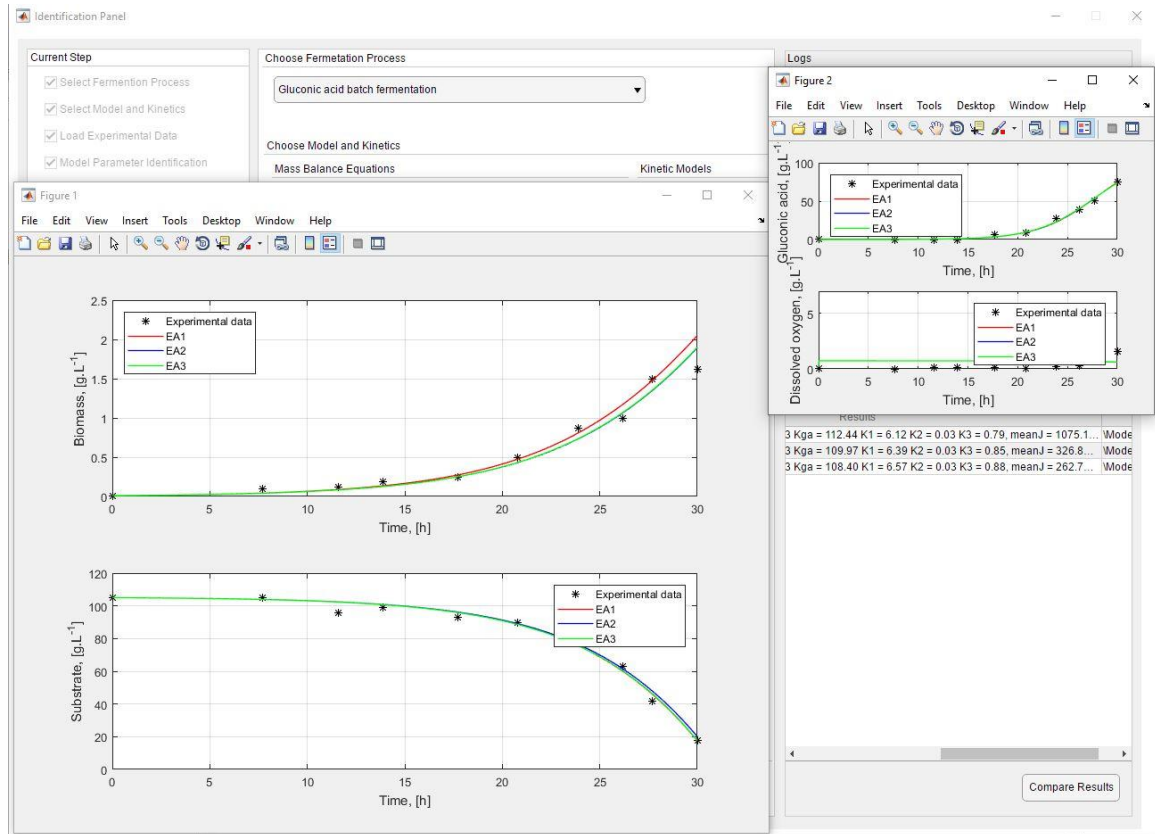 Identification Panel
Current Step
Select Fermention Process
Select Model and Kinetics
Load Experimental Data
Model Parameter Identification
Choose Fermetation Process
Gluconic acid batch fermentation
Choose Model and Kinetics
Mass Balance Equations
Kinetic Models
Logs
Figure 2
File Edit View Insert Tools Desktop Window Help
Gluconic acid, [g.L⁻¹
100
50
0
Experimental data
EA1
EA2
EA3
0 5 10 15 20 25 30
Time, [h]
Dissolved oxygen, [g.L⁻¹]
5
0
Experimental data
EA1
EA2
EA3
0 5 10 15 20 25 30
Time, [h]
Figure 1
File Edit View Insert Tools Desktop Window Help
Biomass, [g.L⁻¹]
2.5
2
1.5
1
0.5
0
Experimental data
EA1
EA2
EA3
0 5 10 15 20 25 30
Time, [h]
Substrate, [g.L⁻¹]
120
100
80
60
40
20
0
Experimental data
EA1
EA2
EA3
0 5 10 15 20 25 30
Time, [h]
Results
3 Kga = 112.44 K1 = 6.12 K2 = 0.03 K3 = 0.79, meanJ = 1075.1... \Mode
3 Kga = 109.97 K1 = 6.39 K2 = 0.03 K3 = 0.85, meanJ = 326.8... \Mode
3 Kga = 108.40 K1 = 6.57 K2 = 0.03 K3 = 0.88, meanJ = 262.7... \Mode
Compare Results